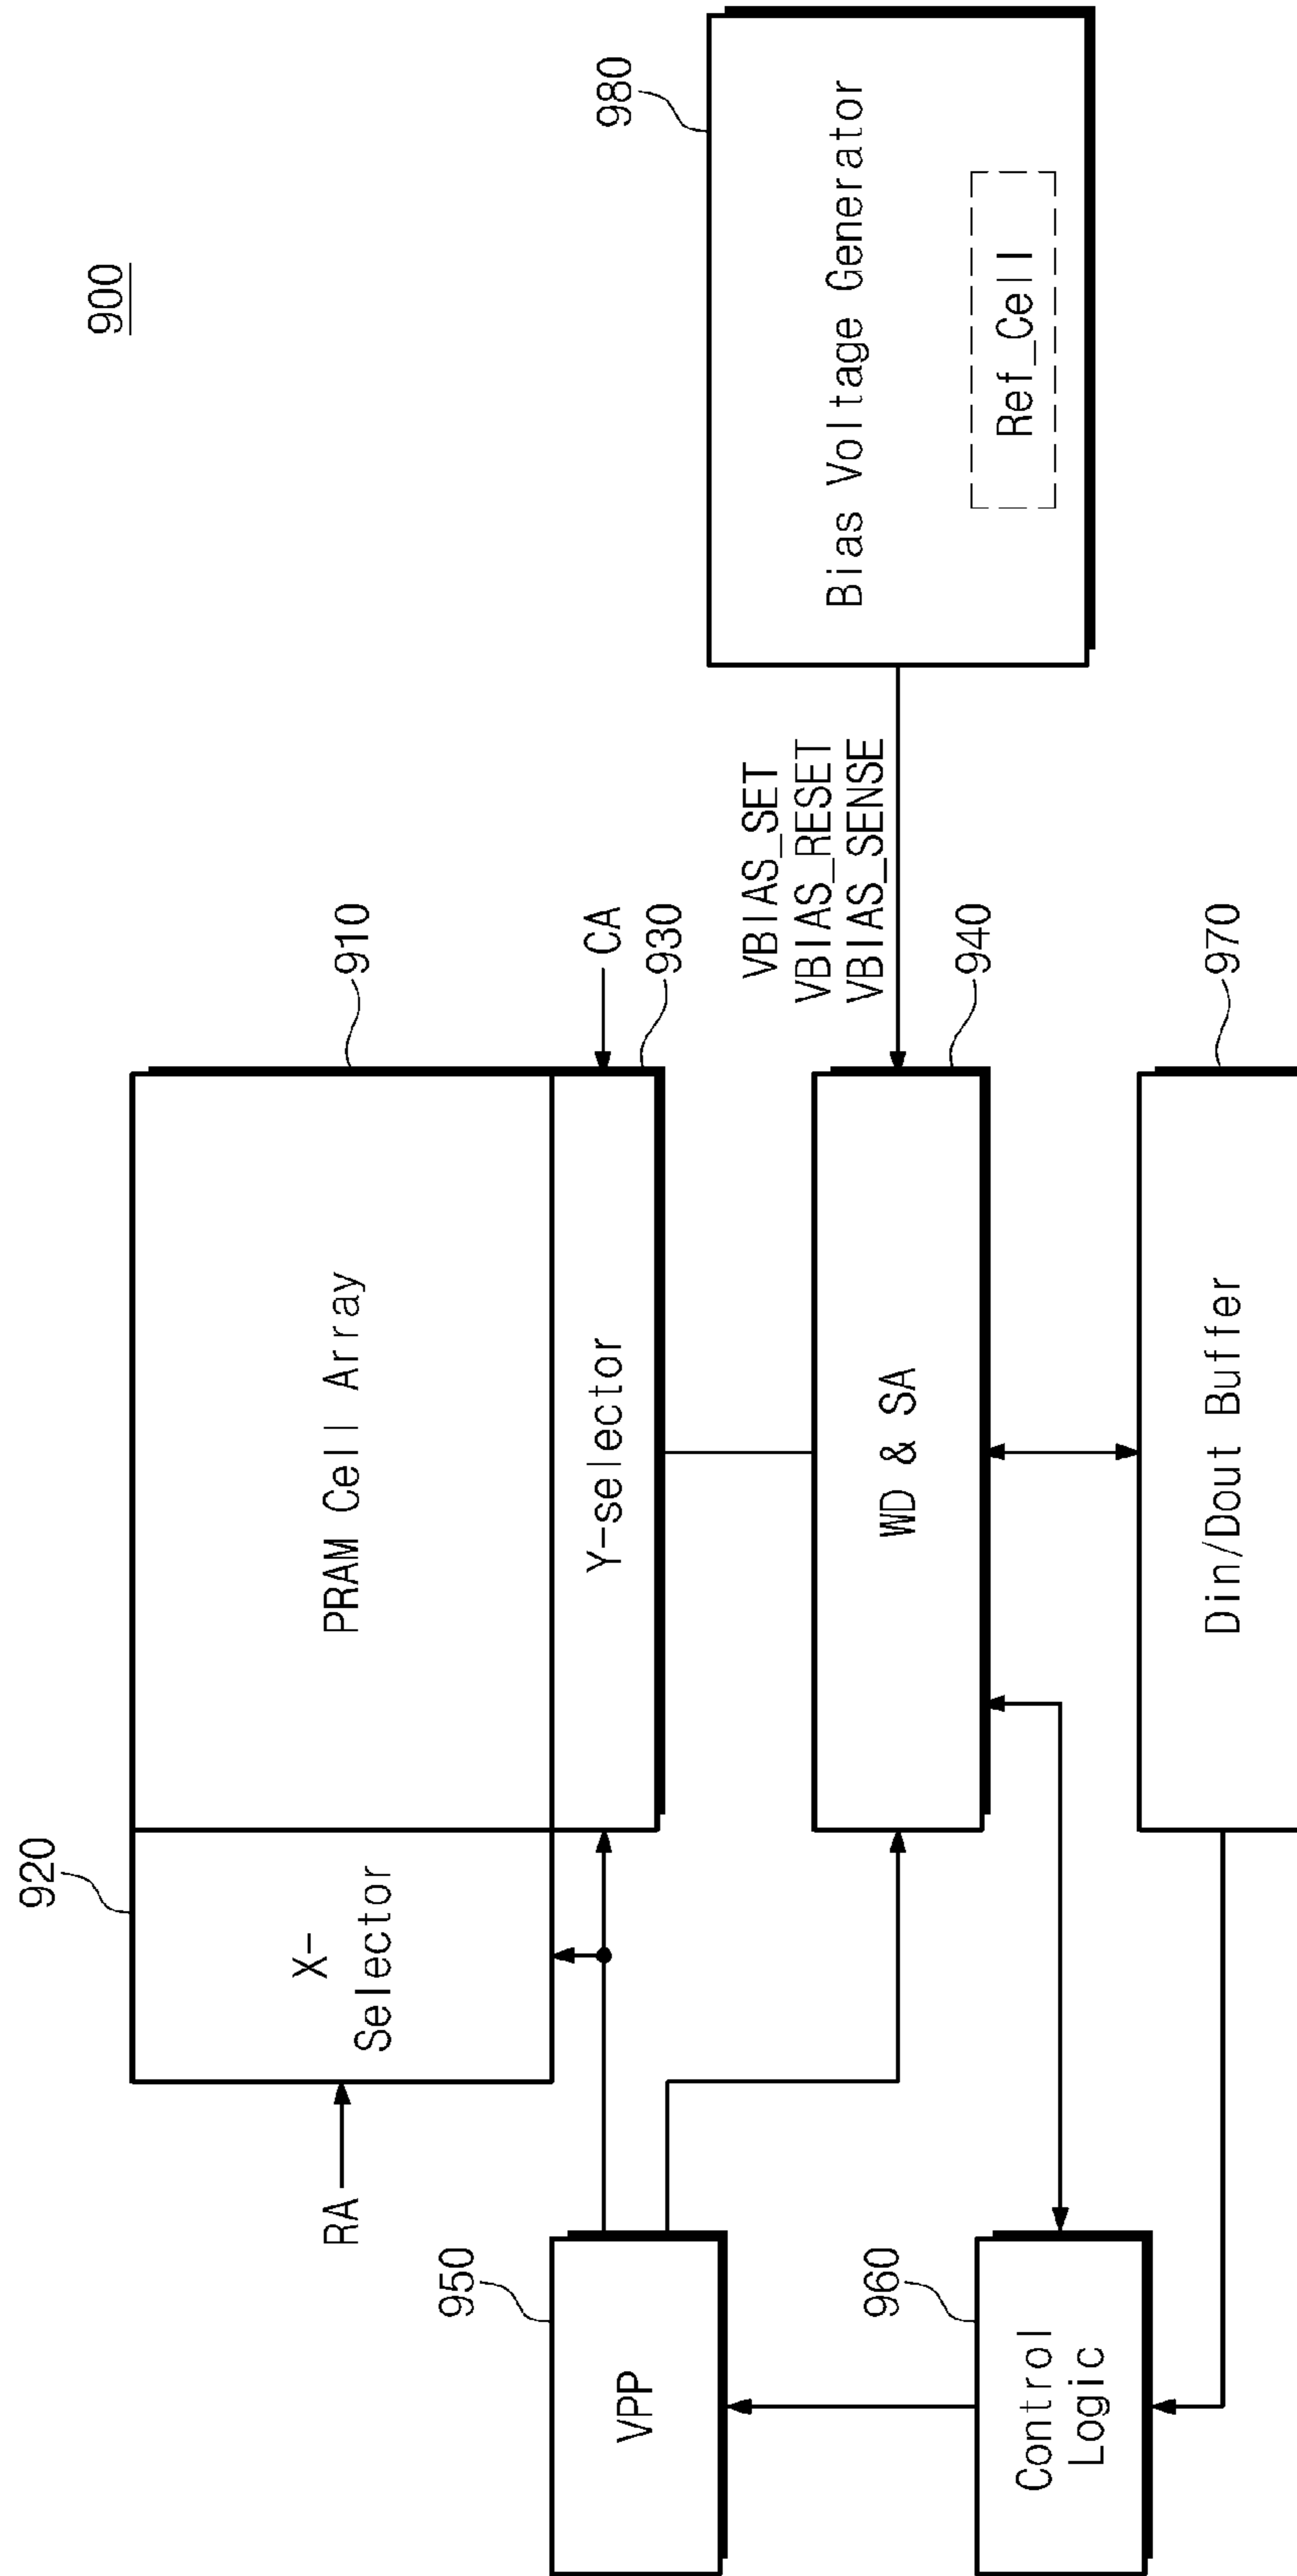 900
920
910
X-
Selector
PRAM Cell Array
RA
CA
Y-selector
930
950
VPP
VBIAS_SET
VBIAS_RESET
VBIAS_SENSE
980
Bias Voltage Generator
Ref_Cell
WD & SA
940
960
Control
Logic
Din/Dout Buffer
970